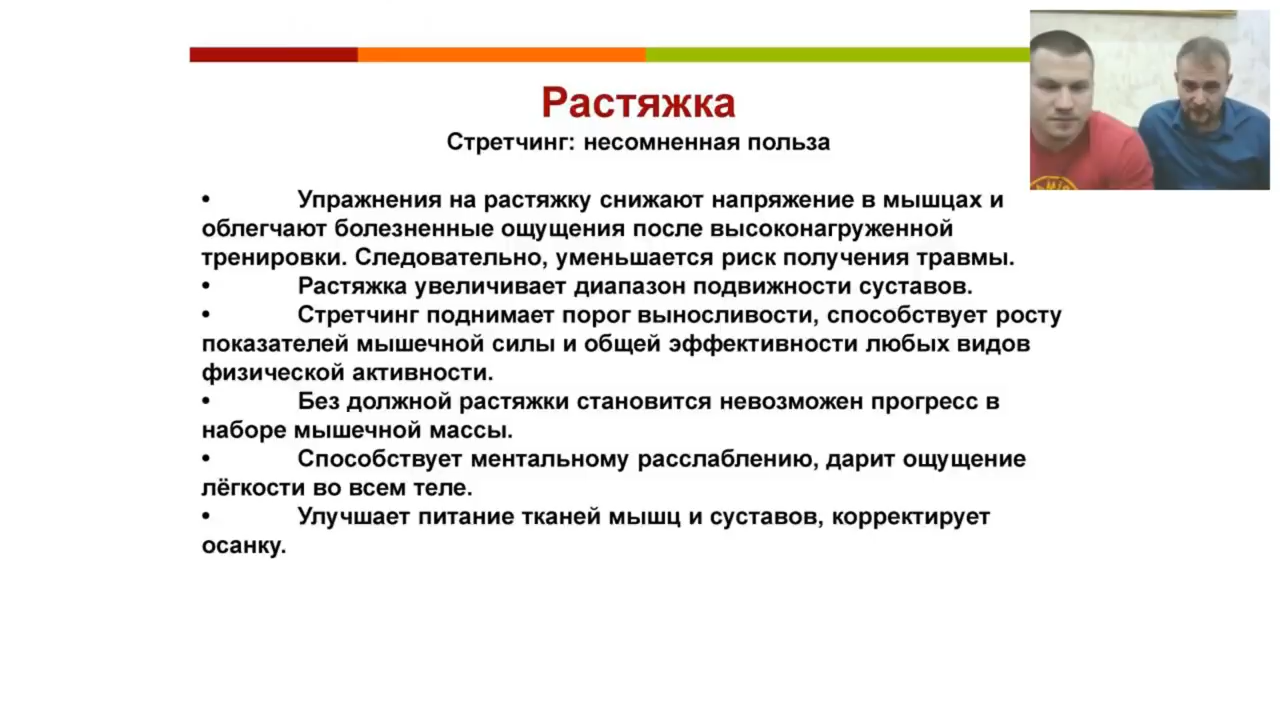 Растяжка
Стретчинг: несомненная польза
• Упражнения на растяжку снижают напряжение в мышцах и
облегчают болезненные ощущения после высоконагруженной
тренировки. Следовательно, уменьшается риск получения травмы.
• Растяжка увеличивает диапазон подвижности суставов.
• Стретчинг поднимает порог выносливости, способствует росту
показателей мышечной силы и общей эффективности любых видов
физической активности.
• Без должной растяжки становится невозможен прогресс в
наборе мышечной массы.
• Способствует ментальному расслаблению, дарит ощущение
лёгкости во всем теле.
• Улучшает питание тканей мышц и суставов, корректирует
осанку.